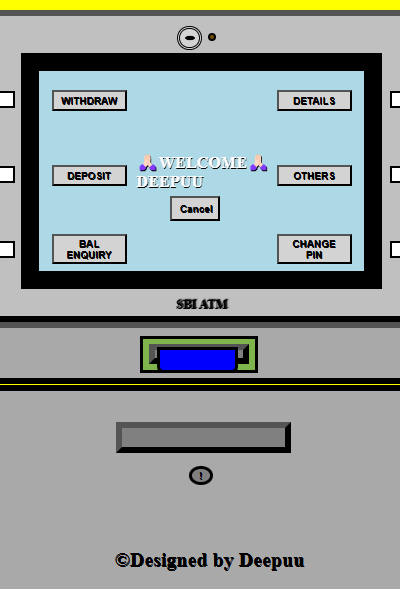 WITHDRAW
DETAILS
🙏WELCOME🙏
DEEPUU
DEPOSIT
OTHERS
Cancel
BAL
ENQUIRY
CHANGE
PIN
SBI ATM
!
©Designed by Deepuu